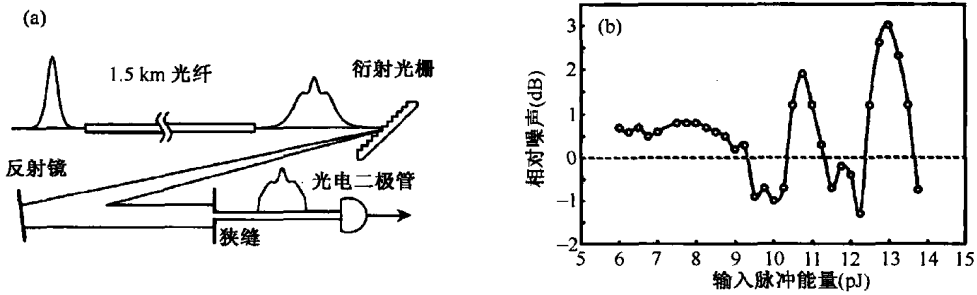 (a)
1.5 km 光纤
衍射光栅
反射镜
光电二极管
狭缝
(b)
相对噪声(dB)
3
2
1
0
−1
−2
5 6 7 8 9 10 11 12 13 14 15
输入脉冲能量(pJ)